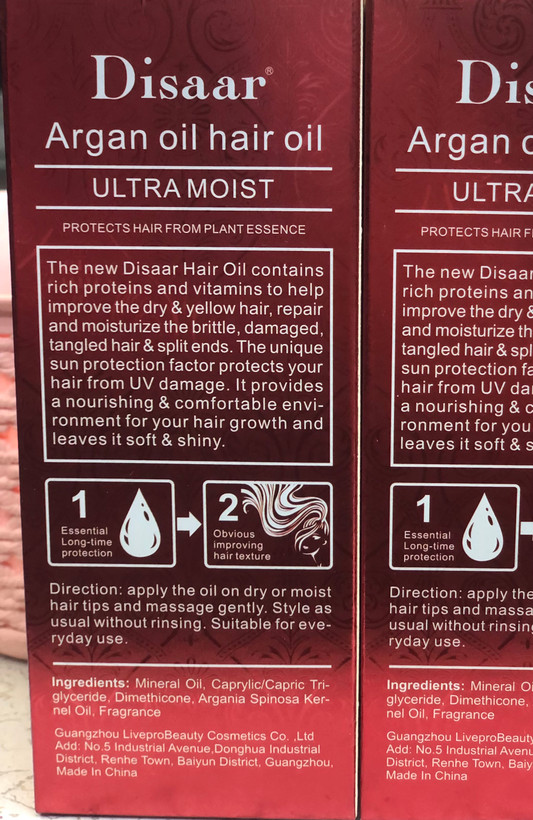 Disaar®
Argan oil hair oil
ULTRA MOIST
PROTECTS HAIR FROM PLANT ESSENCE
The new Disaar Hair Oil contains
rich proteins and vitamins to help
improve the dry & yellow hair, repair
and moisturize the brittle, damaged,
tangled hair & split ends. The unique
sun protection factor protects your
hair from UV damage. It provides
a nourishing & comfortable envi-
ronment for your hair growth and
leaves it soft & shiny.
1
Essential
Long-time
protection
2
Obvious
improving
hair texture
Direction: apply the oil on dry or moist
hair tips and massage gently. Style as
usual without rinsing. Suitable for eve-
ryday use.
Ingredients: Mineral Oil, Caprylic/Capric Tri-
glyceride, Dimethicone, Argania Spinosa Ker-
nel Oil, Fragrance
Guangzhou LiveproBeauty Cosmetics Co. ,Ltd
Add: No.5 Industrial Avenue,Donghua Industrial
District, Renhe Town, Baiyun District, Guangzhou,
Made In China
Dis
Argan
ULTRA
PROTECTS HAIR
The new Disaar
rich proteins an
improve the dry &
and moisturize th
tangled hair & spl
sun protection fa
hair from UV da
a nourishing & c
ronment for you
leaves it soft & s
1
Essential
Long-time
protection
Direction: apply the
hair tips and massa
usual without rinsing
ryday use.
Ingredients: Mineral O
glyceride, Dimethicone,
nel Oil, Fragrance
Guangzhou LiveproBeauty
Add: No.5 Industrial Avenu
District, Renhe Town, Baiy
Made In China